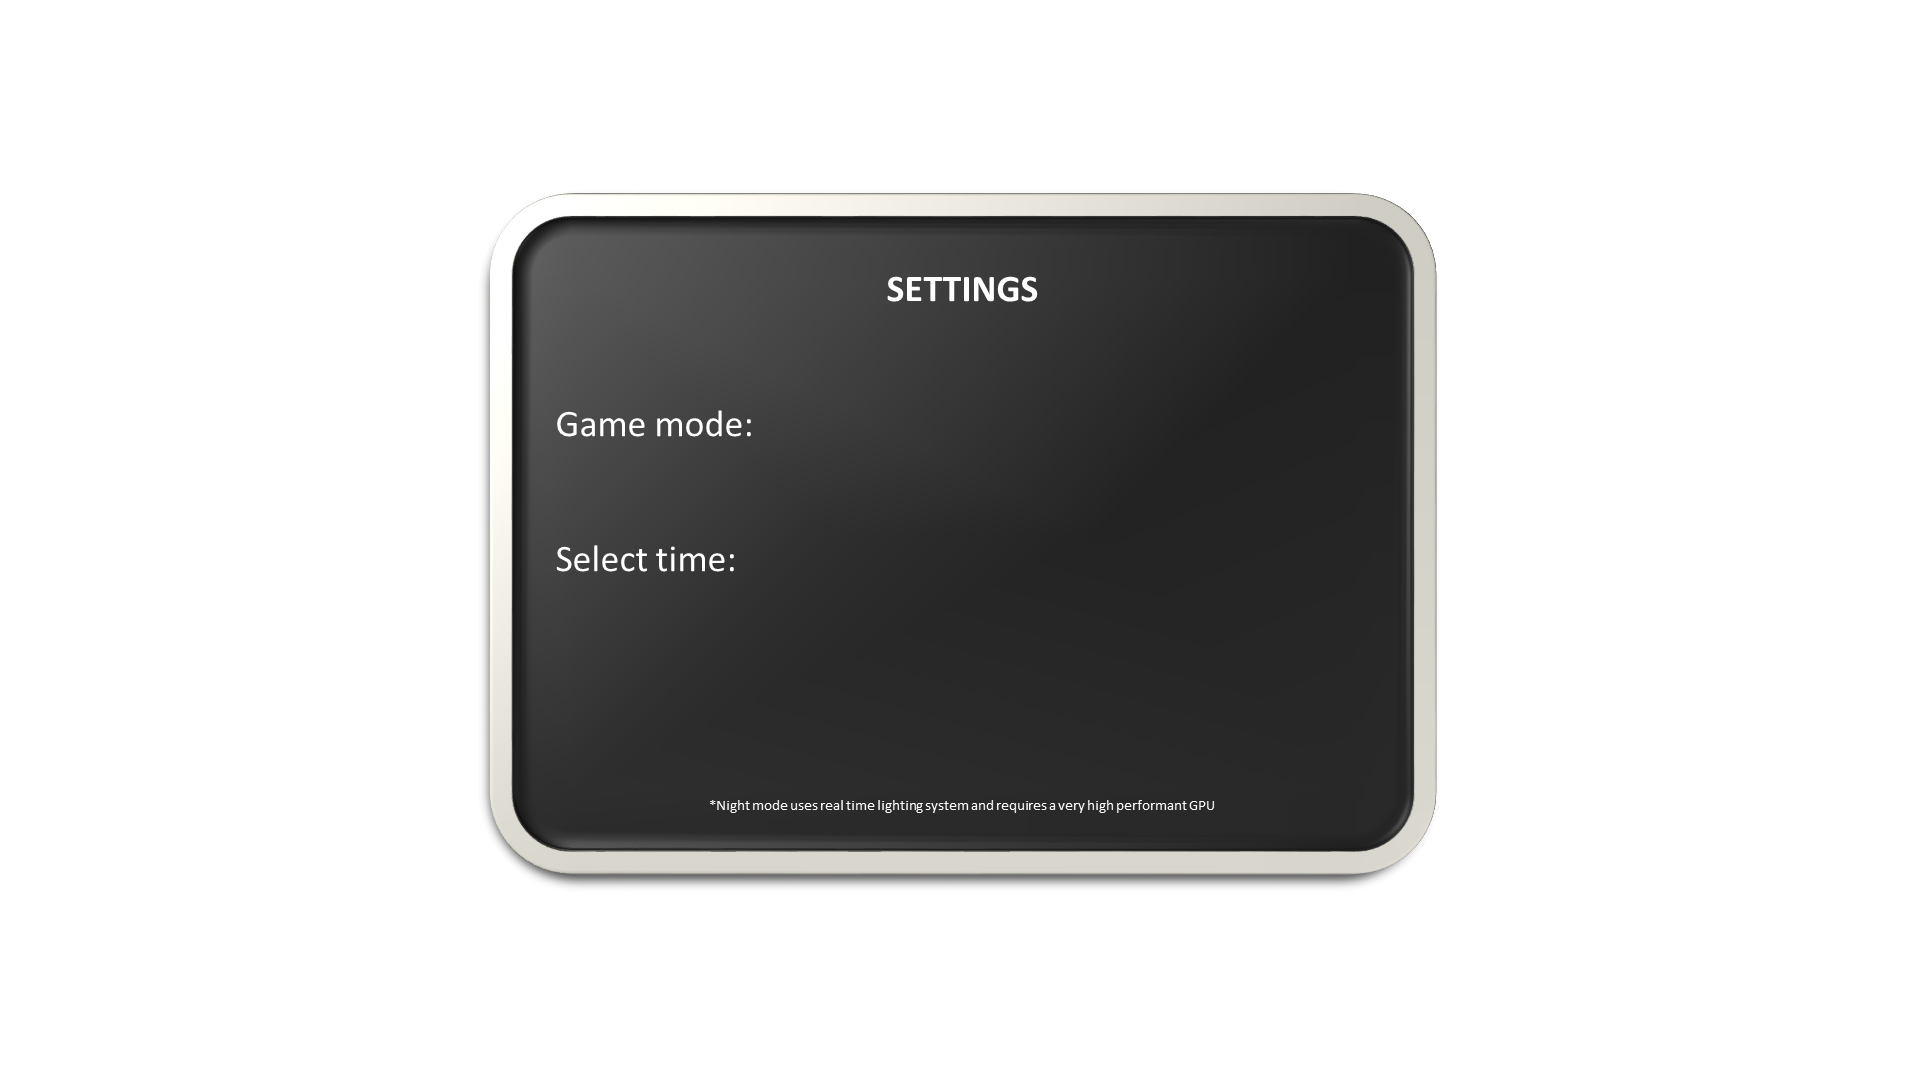 SETTINGS
Game mode:
Select time:
*Night mode uses real time lighting system and requires a very high performant GPU